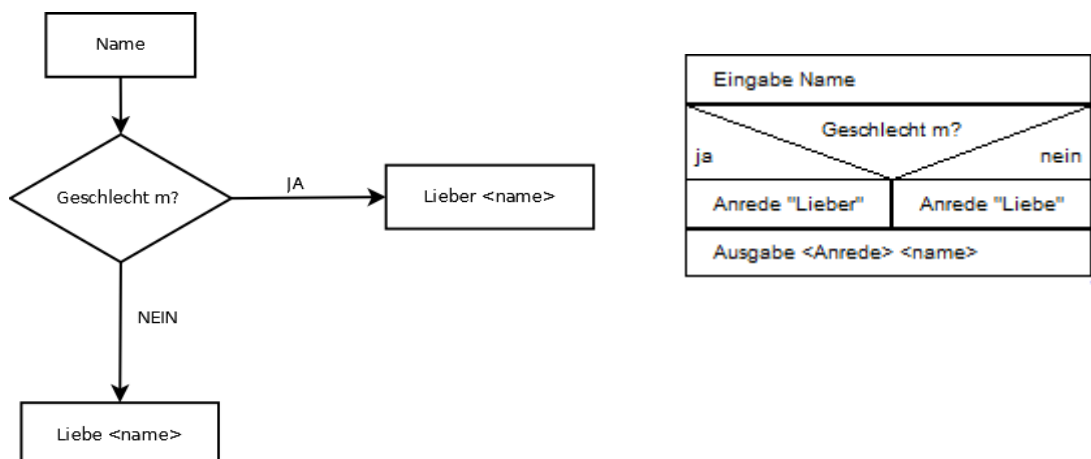 Name
Geschlecht m?
JA
Lieber <name>
NEIN
Liebe <name>
Eingabe Name
Geschlecht m?
ja
nein
Anrede "Lieber"
Anrede "Liebe"
Ausgabe <Anrede> <name>